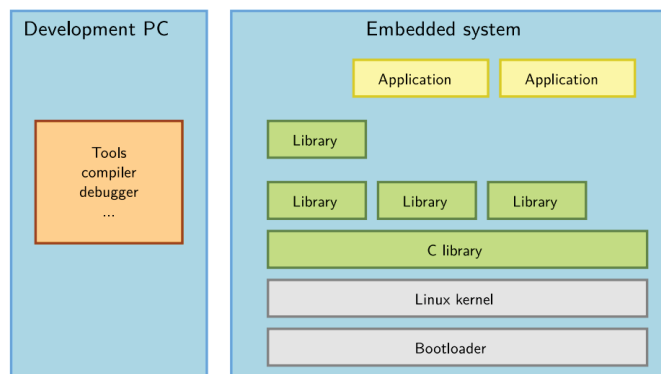 Development PC
Tools
compiler
debugger
...
Embedded system
Application
Application
Library
Library
Library
Library
C library
Linux kernel
Bootloader